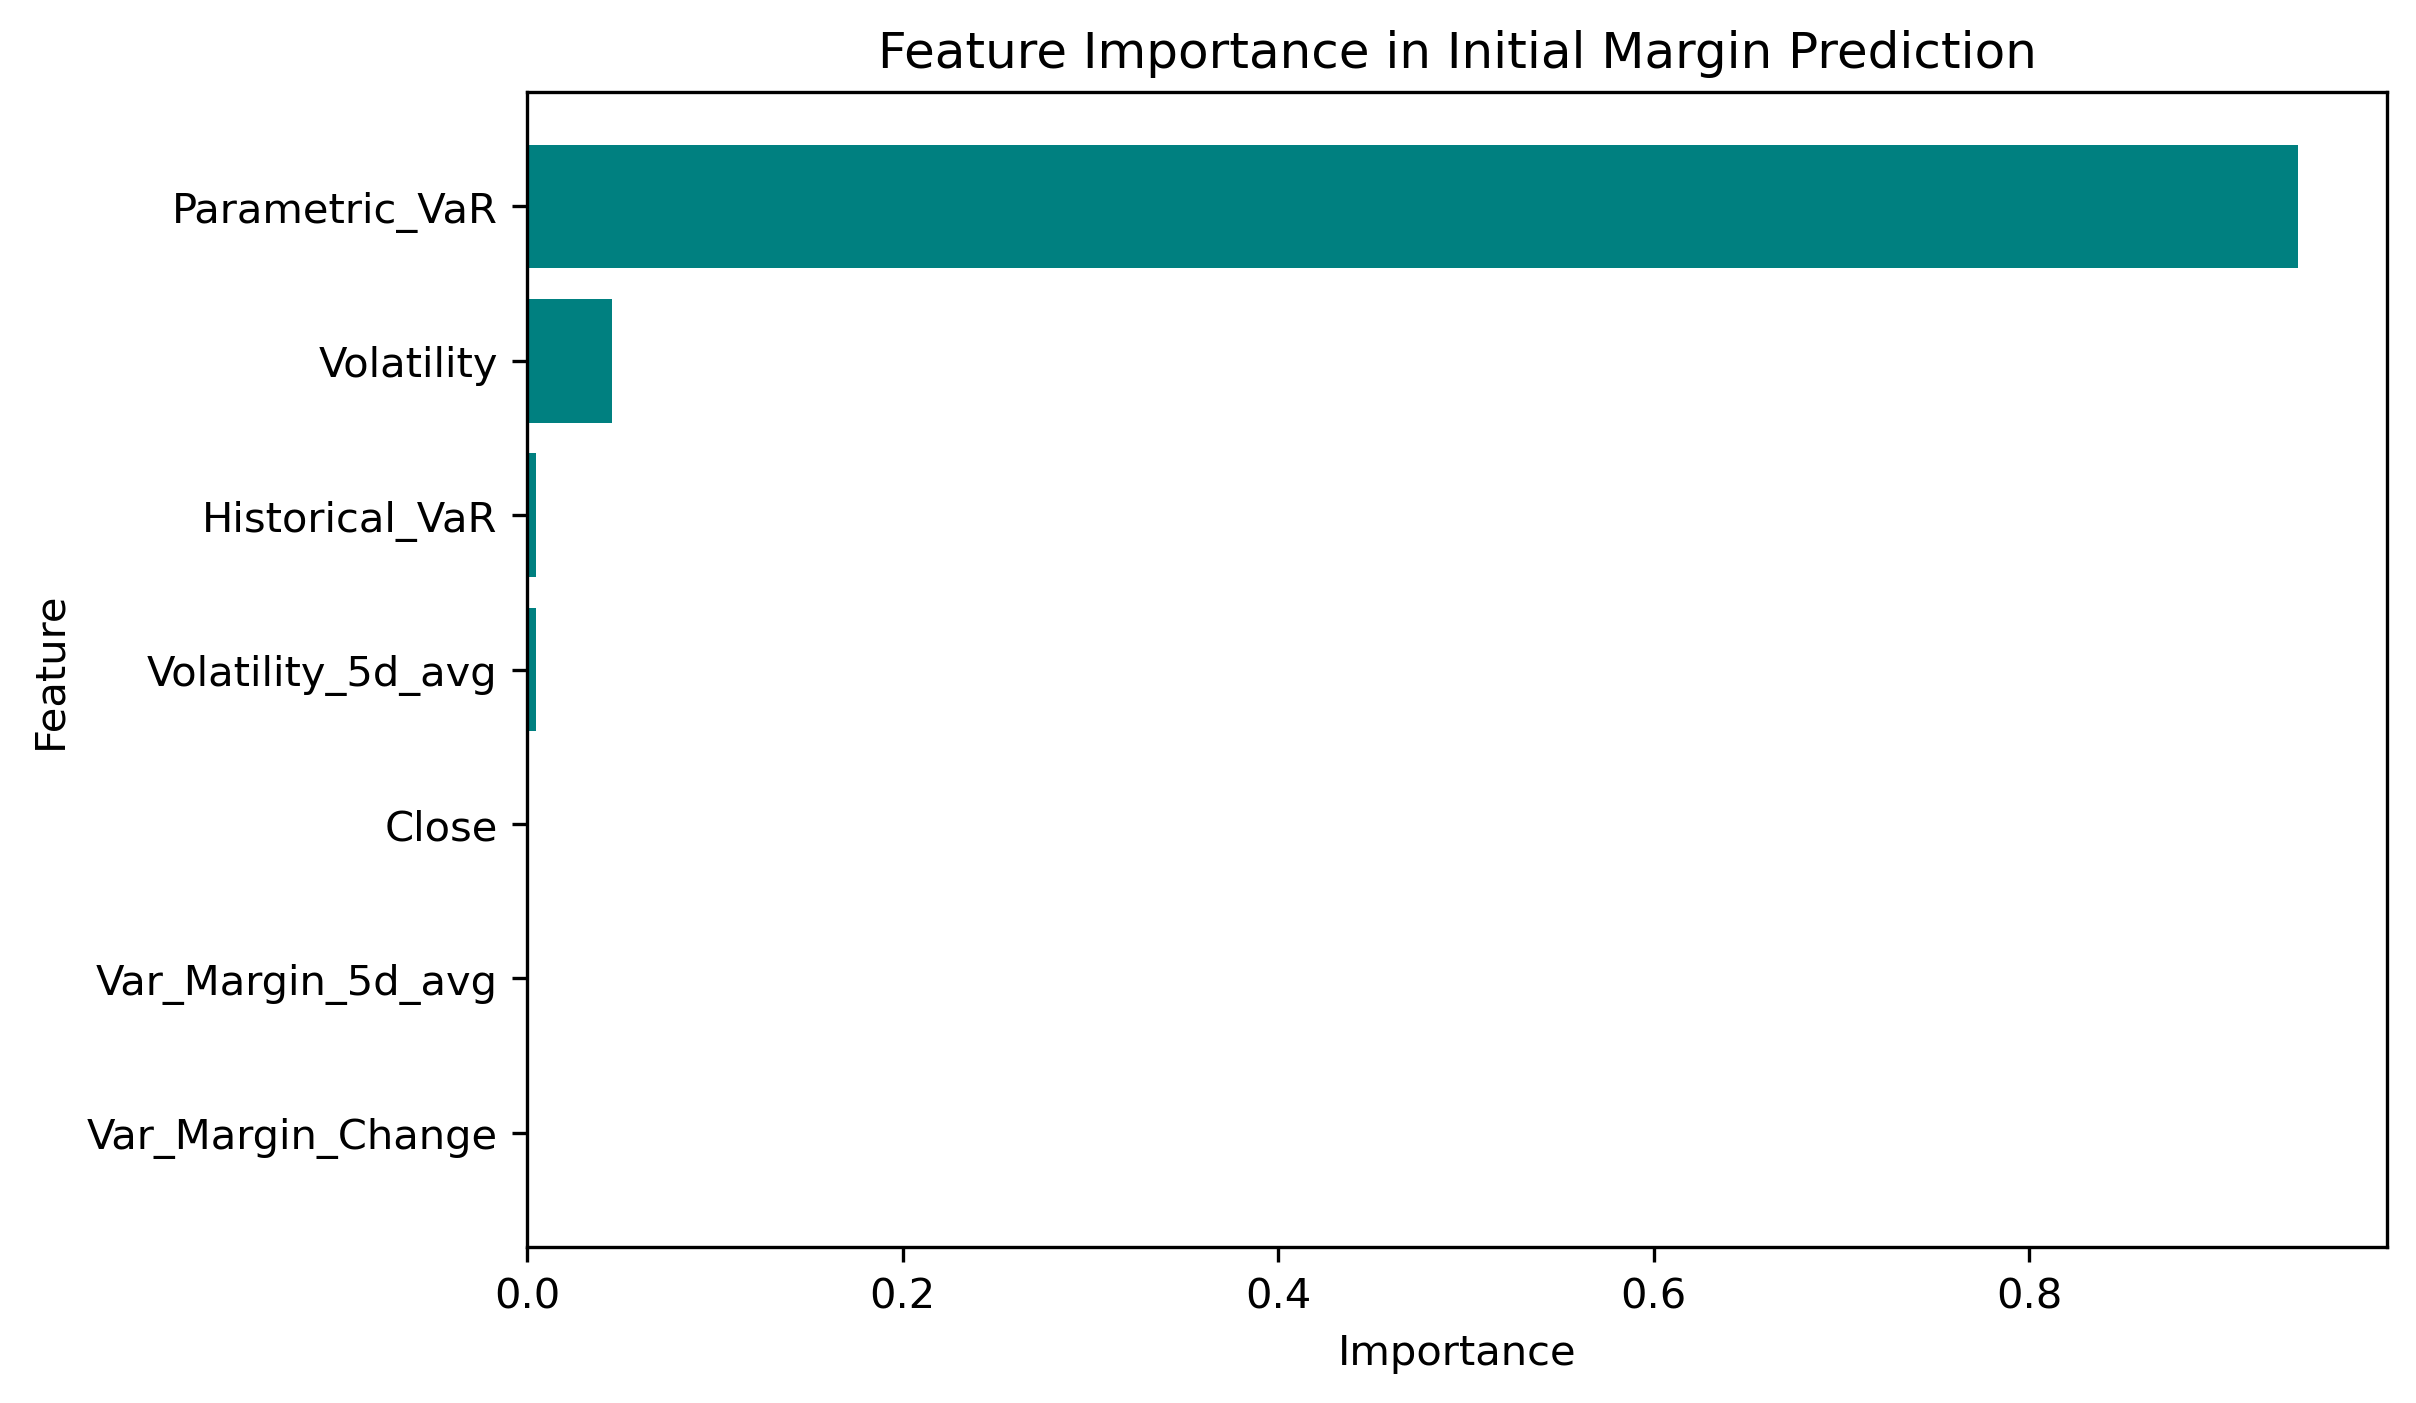 Feature Importance in Initial Margin Prediction
Parametric_VaR
Volatility
Historical_VaR
Volatility_5d_avg
Close
Var_Margin_5d_avg
Var_Margin_Change
Feature
0.0 0.2 0.4 0.6 0.8
Importance